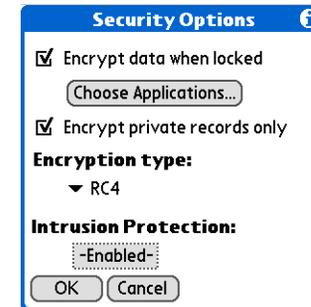 Security Options
Encrypt data when locked
Choose Applications...
Encrypt private records only
Encryption type:
RC4
Intrusion Protection:
-Enabled-
OK Cancel